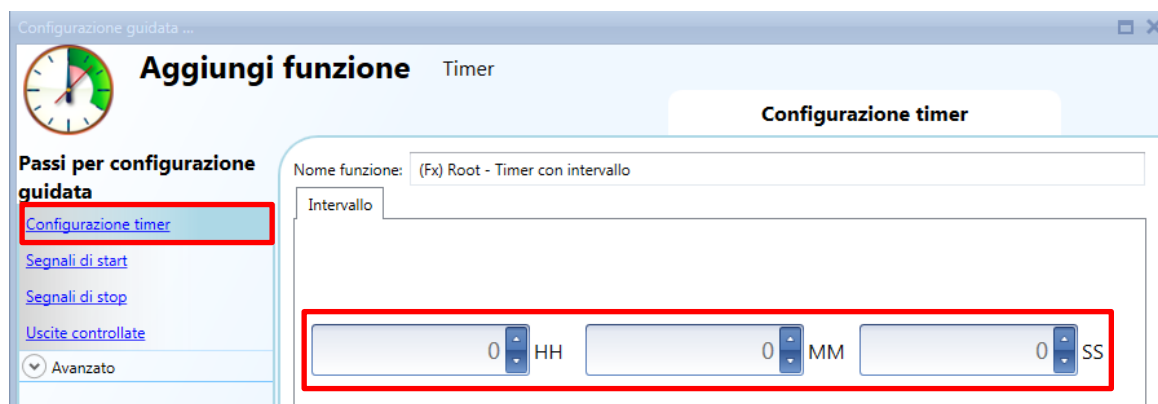 Configurazione guidata ...
Aggiungi funzione Timer
Configurazione timer
Passi per configurazione
guidata
Configurazione timer
Segnali di start
Segnali di stop
Uscite controllate
Avanzato
Nome funzione: (Fx) Root - Timer con intervallo
Intervallo
0 HH 0 MM 0 SS